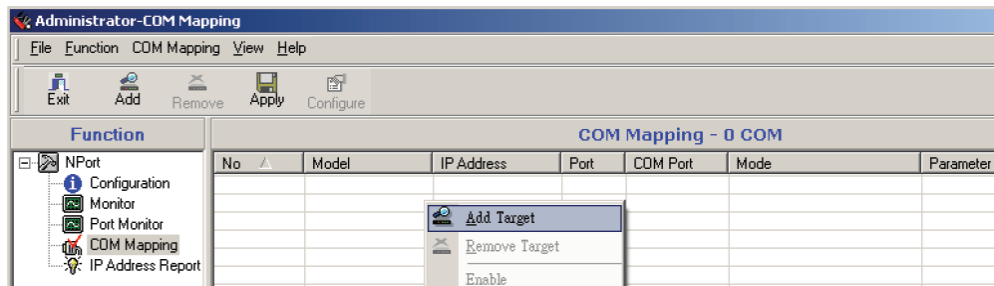 Administrator-COM Mapping
File Function COM Mapping View Help
Exit Add Remove Apply Configure
Function
COM Mapping - 0 COM
NPort
Configuration
Monitor
Port Monitor
COM Mapping
IP Address Report
No Model IP Address Port COM Port Mode Parameter
Add Target
Remove Target
Enable